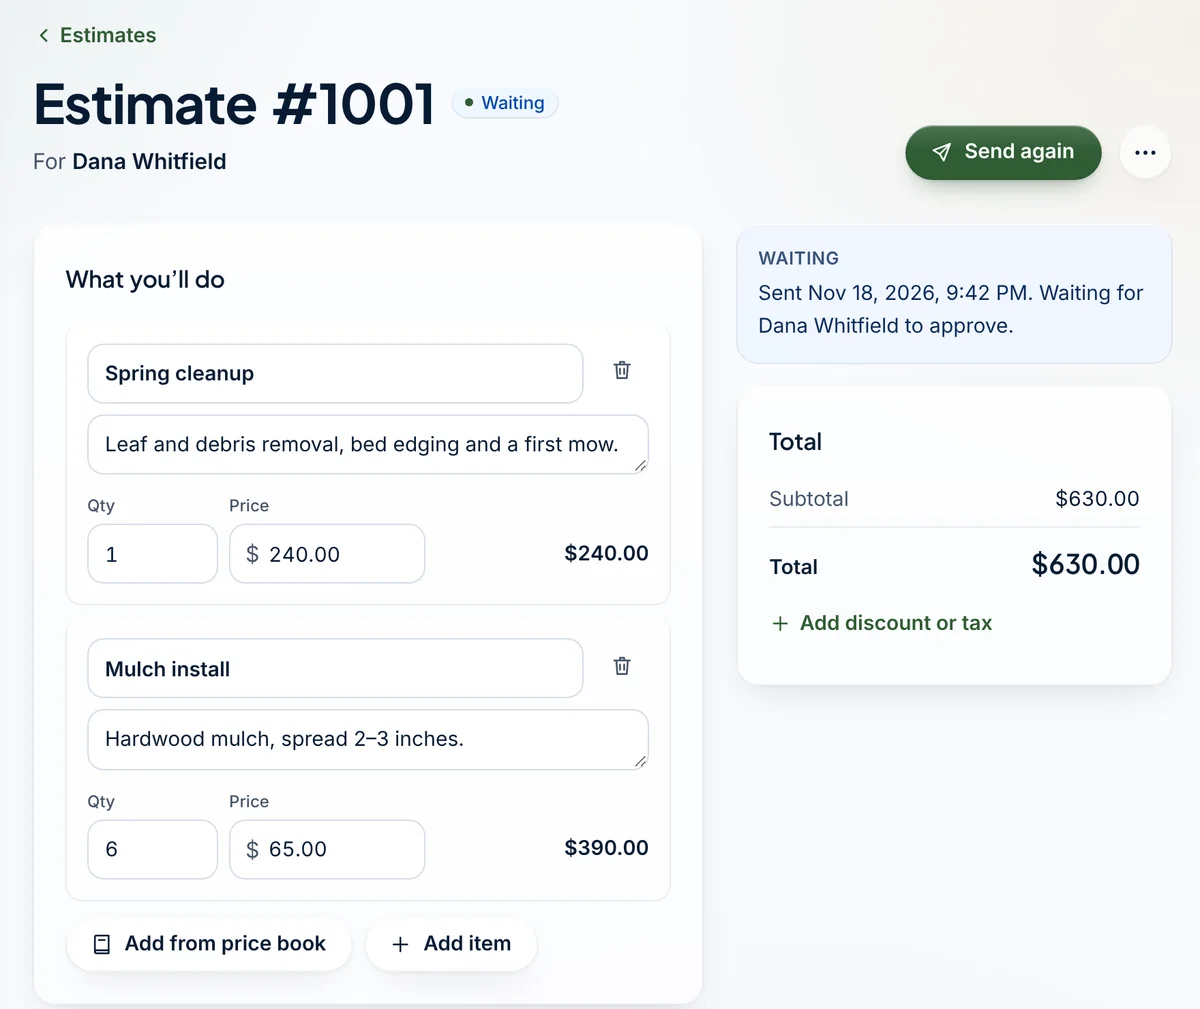 Estimates
Estimate #1001
Waiting
For Dana Whitfield
Send again
What you’ll do
Spring cleanup
Leaf and debris removal, bed edging and a first mow.
Qty
Price
1
$ 240.00
$240.00
Mulch install
Hardwood mulch, spread 2–3 inches.
Qty
Price
6
$ 65.00
$390.00
Add from price book
Add item
WAITING
Sent Nov 18, 2026, 9:42 PM. Waiting for
Dana Whitfield to approve.
Total
Subtotal
$630.00
Total
$630.00
Add discount or tax